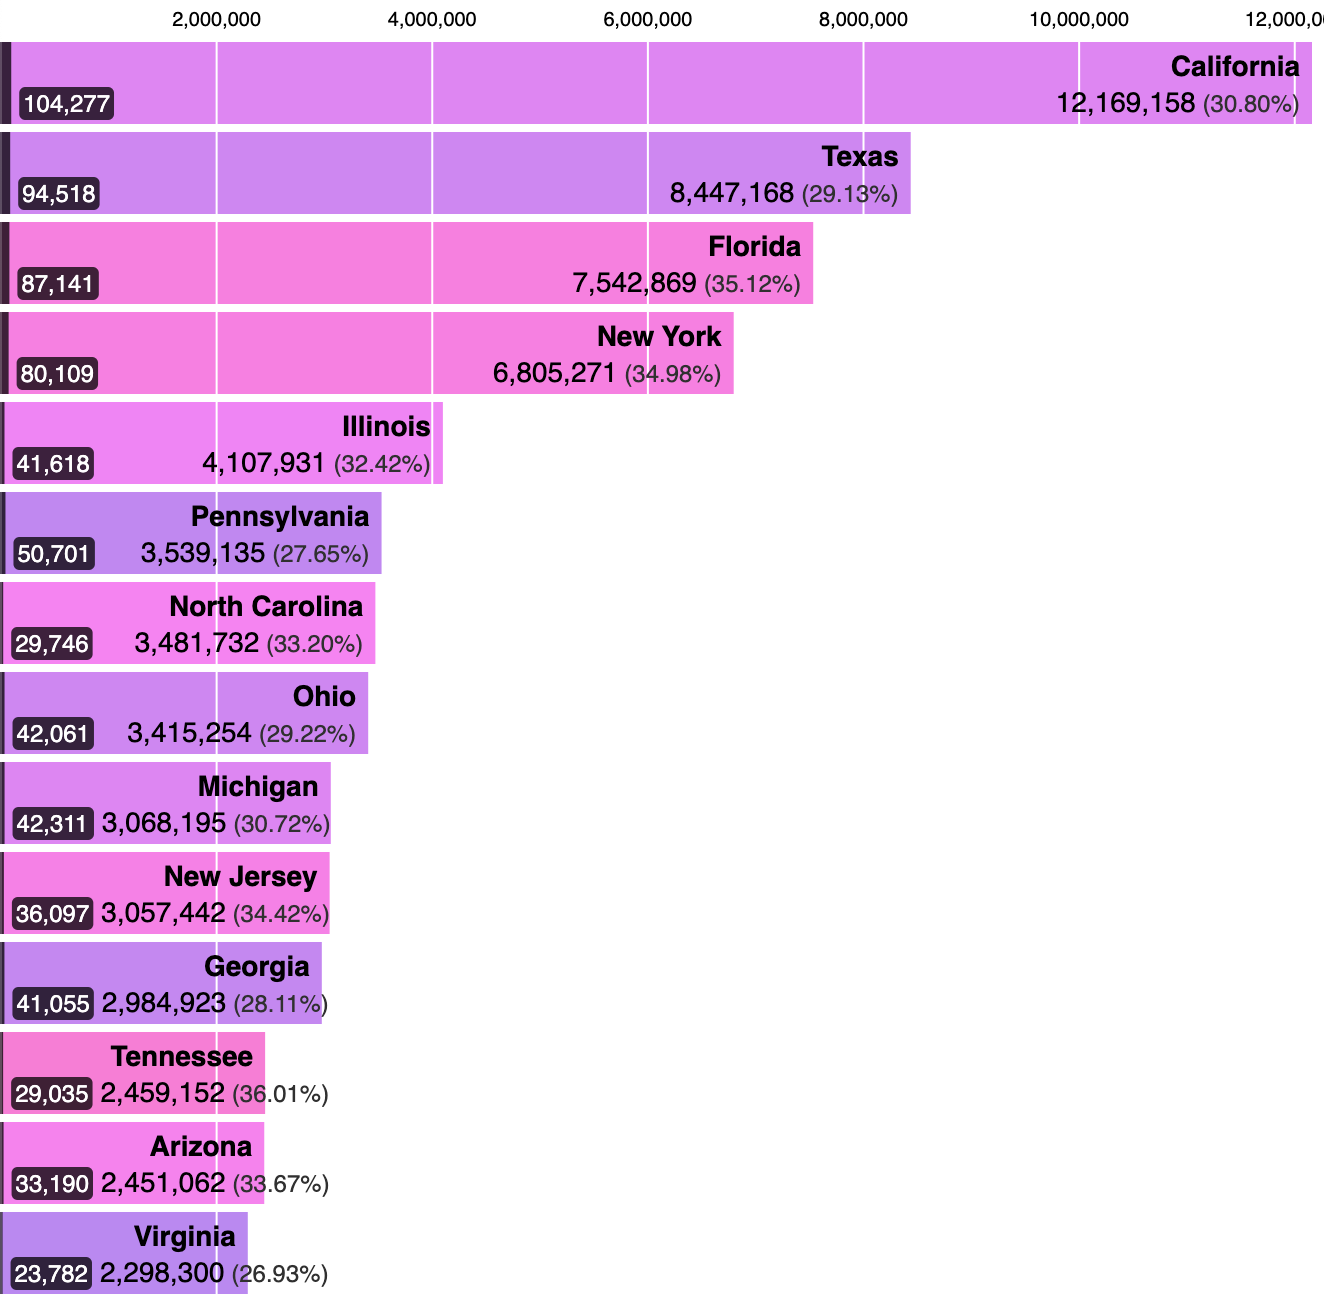 2,000,000 4,000,000 6,000,000 8,000,000 10,000,000 12,000,0
California
104,277 12,169,158 (30.80%)
Texas
94,518 8,447,168 (29.13%)
Florida
87,141 7,542,869 (35.12%)
New York
80,109 6,805,271 (34.98%)
Illinois
41,618 4,107,931 (32.42%)
Pennsylvania
50,701 3,539,135 (27.65%)
North Carolina
29,746 3,481,732 (33.20%)
Ohio
42,061 3,415,254 (29.22%)
Michigan
42,311 3,068,195 (30.72%)
New Jersey
36,097 3,057,442 (34.42%)
Georgia
41,055 2,984,923 (28.11%)
Tennessee
29,035 2,459,152 (36.01%)
Arizona
33,190 2,451,062 (33.67%)
Virginia
23,782 2,298,300 (26.93%)